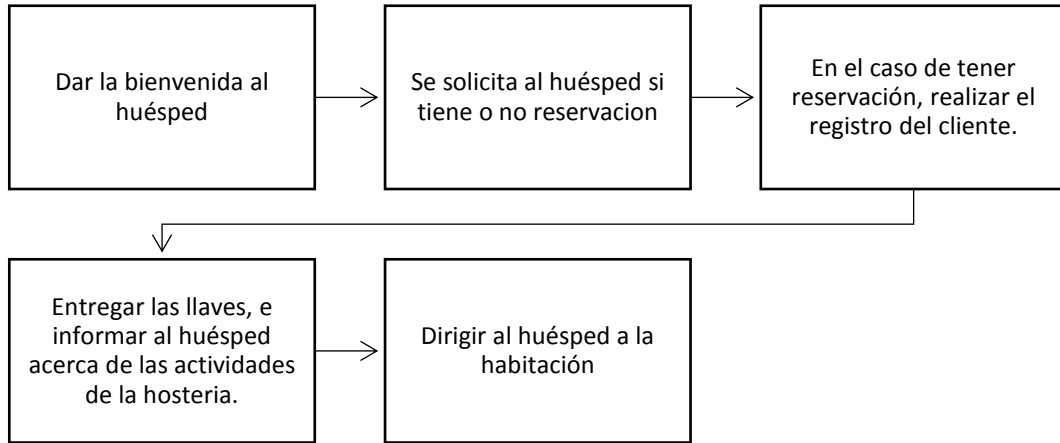 Dar la bienvenida al
huésped
Se solicita al huésped si
tiene o no reservacion
En el caso de tener
reservación, realizar el
registro del cliente.
Entregar las llaves, e
informar al huésped
acerca de las actividades
de la hosteria.
Dirigir al huésped a la
habitación